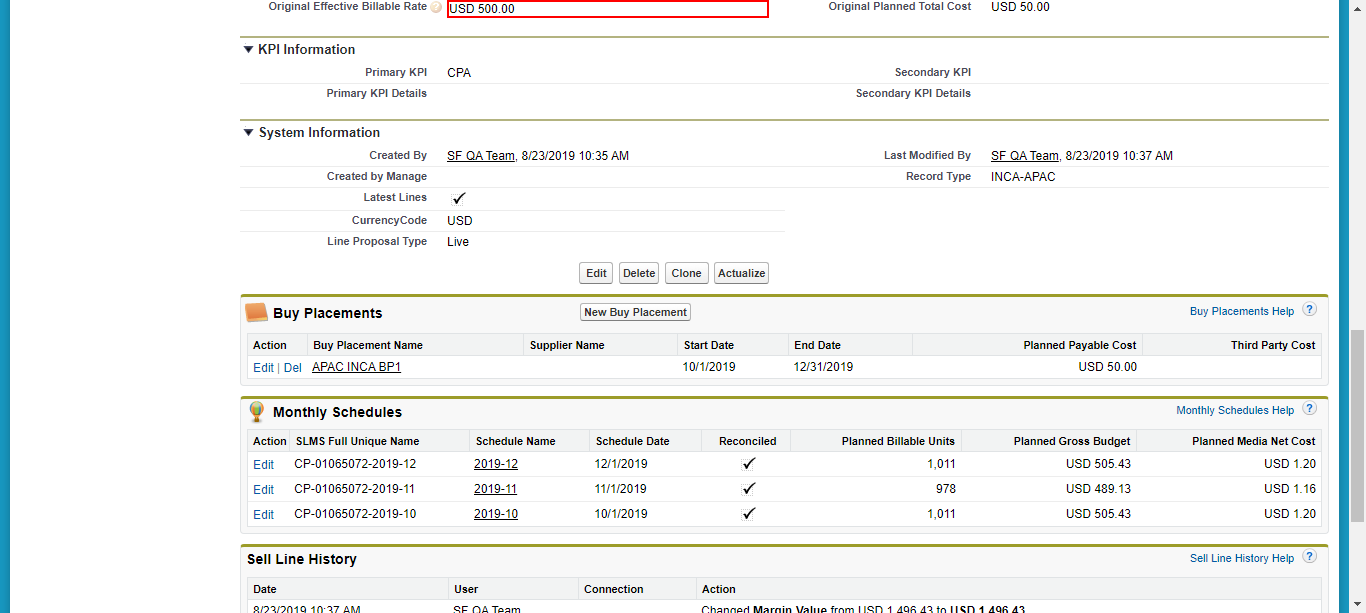 Original Effective Billable Rate ? USD 500.00 Original Planned Total Cost USD 50.00
KPI Information
Primary KPI CPA Secondary KPI
Primary KPI Details Secondary KPI Details
System Information
Created By SF QA Team, 8/23/2019 10:35 AM Last Modified By SF QA Team, 8/23/2019 10:37 AM
Created by Manage Record Type INCA-APAC
Latest Lines ✓
CurrencyCode USD
Line Proposal Type Live
Edit Delete Clone Actualize
Buy Placements New Buy Placement Buy Placements Help ?
Action Buy Placement Name Supplier Name Start Date End Date Planned Payable Cost Third Party Cost
Edit | Del APAC INCA BP1 10/1/2019 12/31/2019 USD 50.00
Monthly Schedules Monthly Schedules Help ?
Action SLMS Full Unique Name Schedule Name Schedule Date Reconciled Planned Billable Units Planned Gross Budget Planned Media Net Cost
Edit CP-01065072-2019-12 2019-12 12/1/2019 ✓ 1,011 USD 505.43 USD 1.20
Edit CP-01065072-2019-11 2019-11 11/1/2019 ✓ 978 USD 489.13 USD 1.16
Edit CP-01065072-2019-10 2019-10 10/1/2019 ✓ 1,011 USD 505.43 USD 1.20
Sell Line History Sell Line History Help ?
Date User Connection Action
8/23/2019 10:37 AM SF QA Team Changed Margin Value from USD 1,496.43 to USD 1,496.43